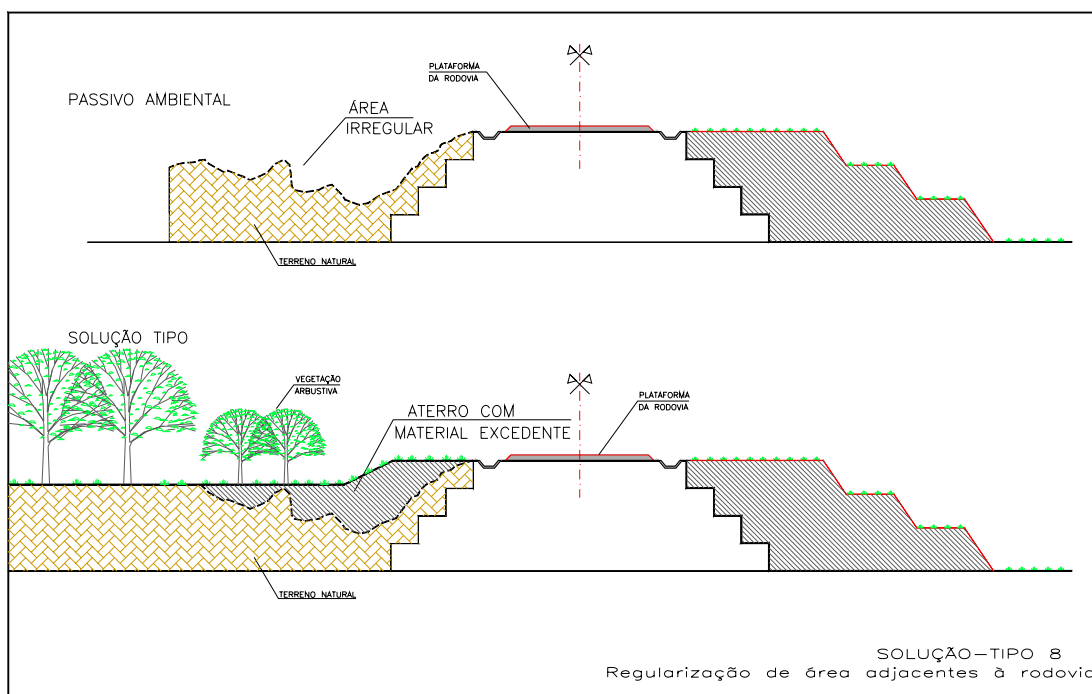 PASSIVO AMBIENTAL
ÁREA
IRREGULAR
PLATAFORMA
DA RODOVIA
TERRENO NATURAL
SOLUÇÃO TIPO
VEGETAÇÃO
ARBUSTIVA
ATERRO COM
MATERIAL EXCEDENTE
PLATAFORMA
DA RODOVIA
TERRENO NATURAL
SOLUÇÃO-TIPO 8
Regularização de área adjacentes à rodovia